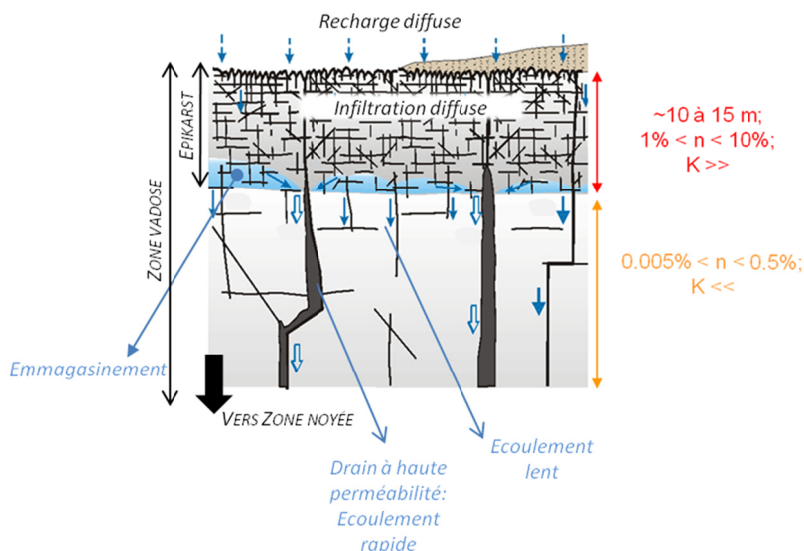 Recharge diffuse
Infiltration diffuse
EPIKARST
ZONE VADOSE
~10 à 15 m;
1% < n < 10%;
K >>
0.005% < n < 0.5%;
K <<
Emmagasinement
VERS ZONE NOYÉE
Drain à haute
perméabilité:
Ecoulement
rapide
Ecoulement
lent